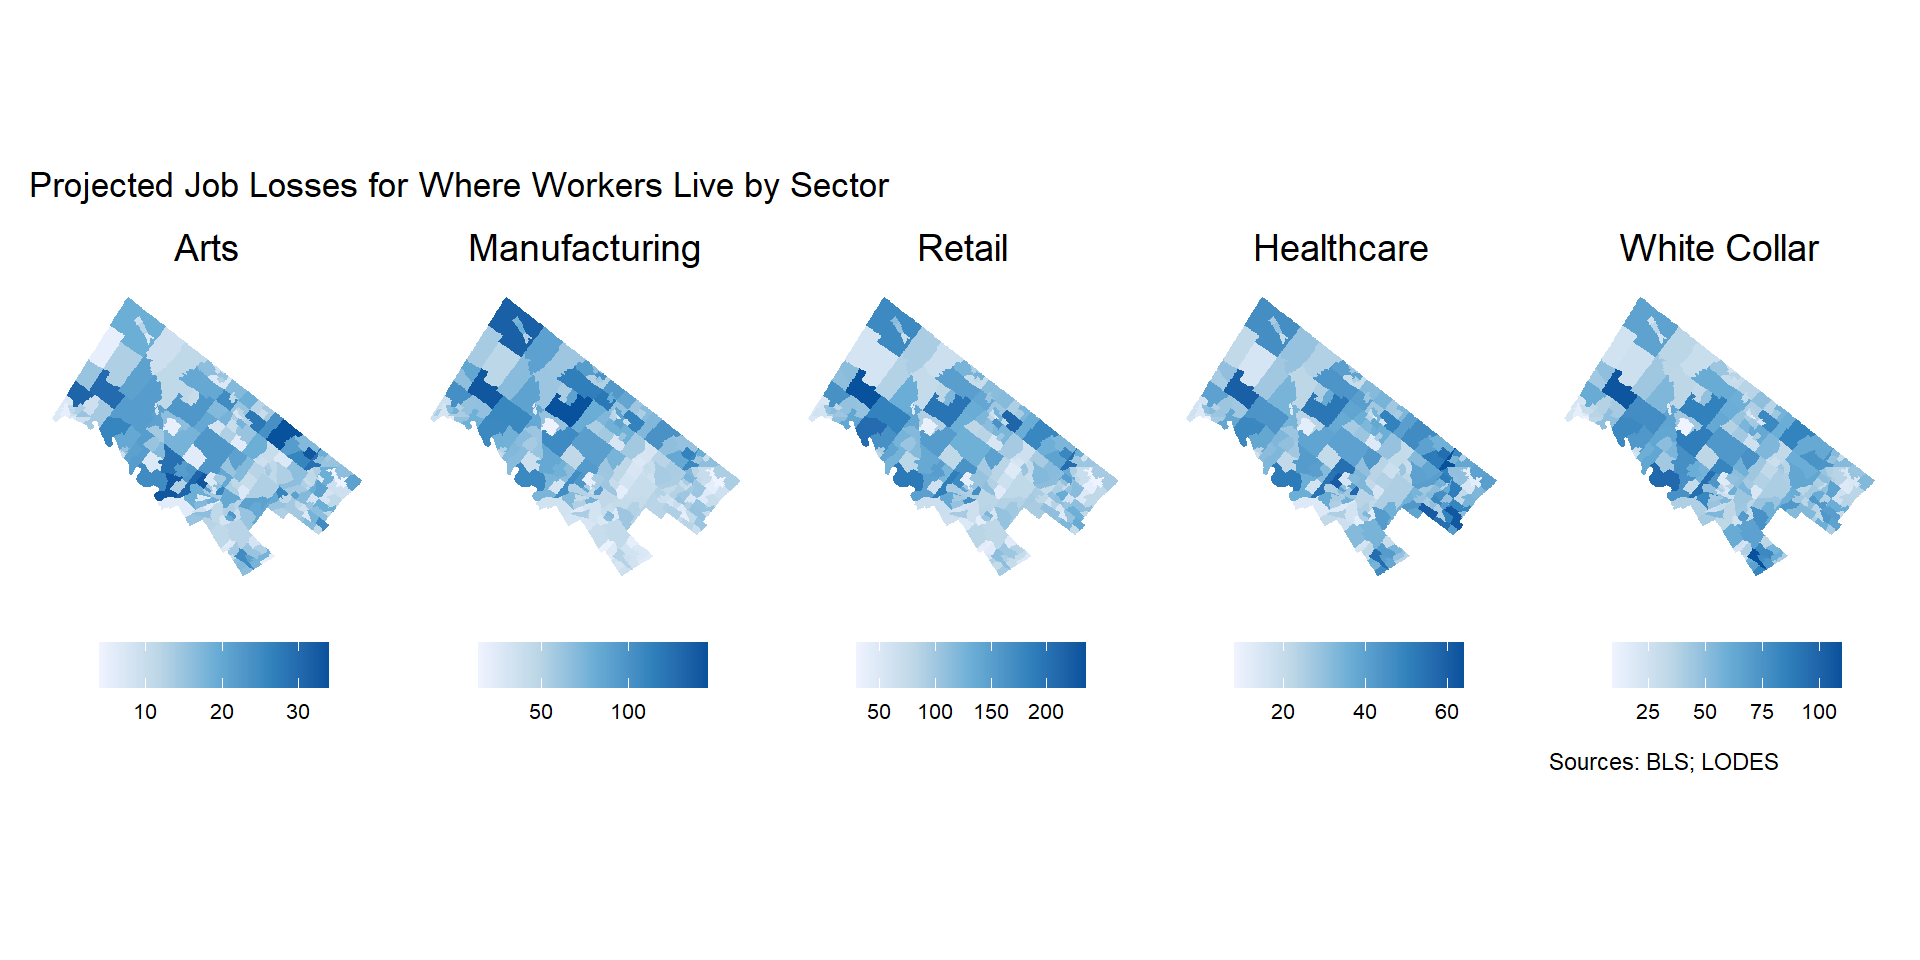 Projected Job Losses for Where Workers Live by Sector
Arts
Manufacturing
Retail
Healthcare
White Collar
10 20 30
50 100
50 100 150 200
20 40 60
25 50 75 100
Sources: BLS; LODES